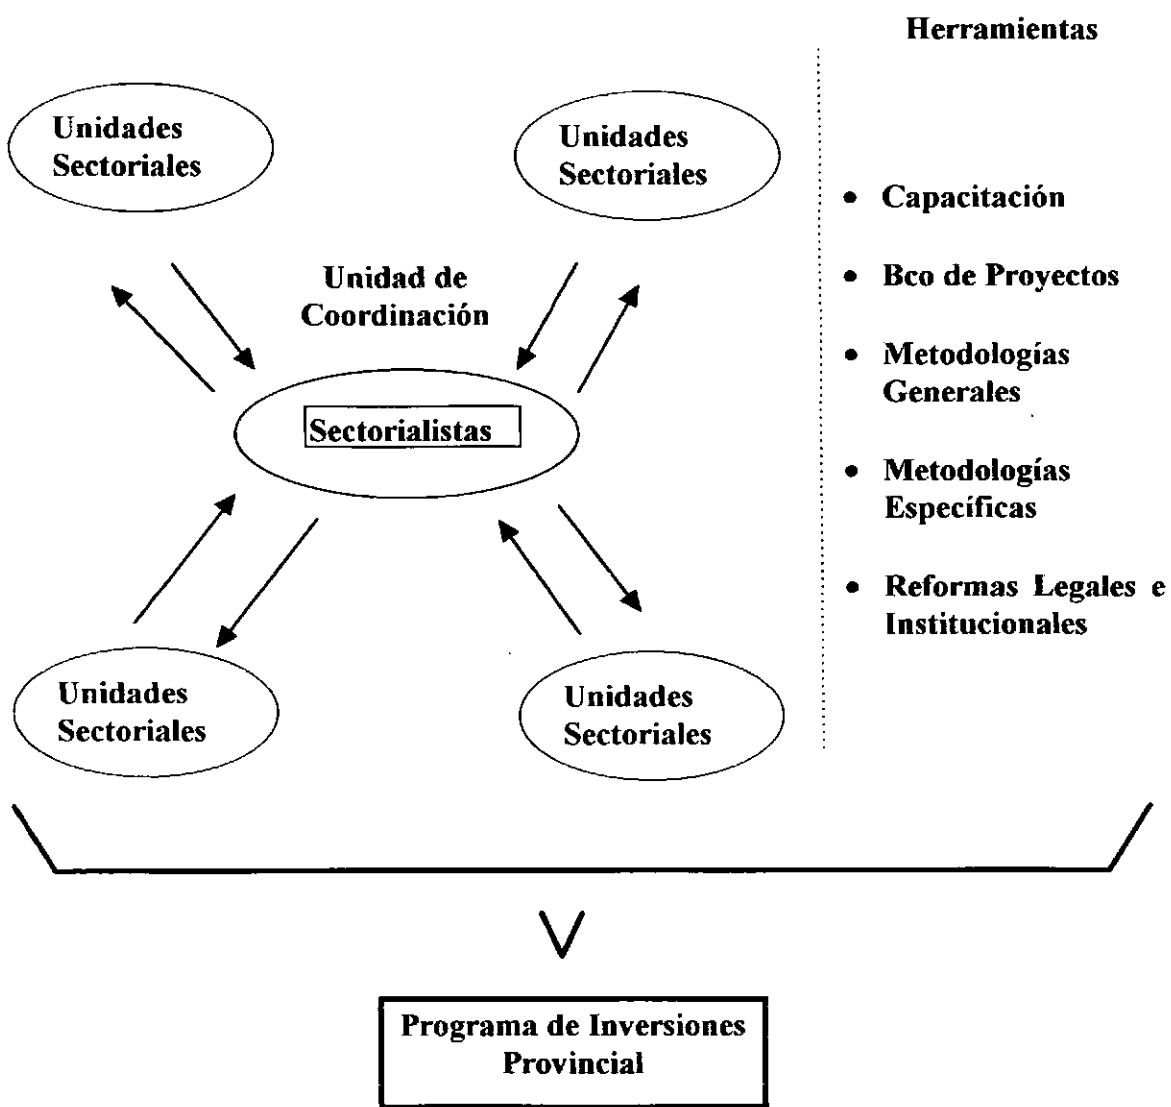 Herramientas
Unidades
Sectoriales
Unidades
Sectoriales
• Capacitación
Unidad de
Coordinación
• Bco de Proyectos
Sectorialistas
• Metodologías
Generales
• Metodologías
Específicas
• Reformas Legales e
Institucionales
Unidades
Sectoriales
Unidades
Sectoriales
Programa de Inversiones
Provincial